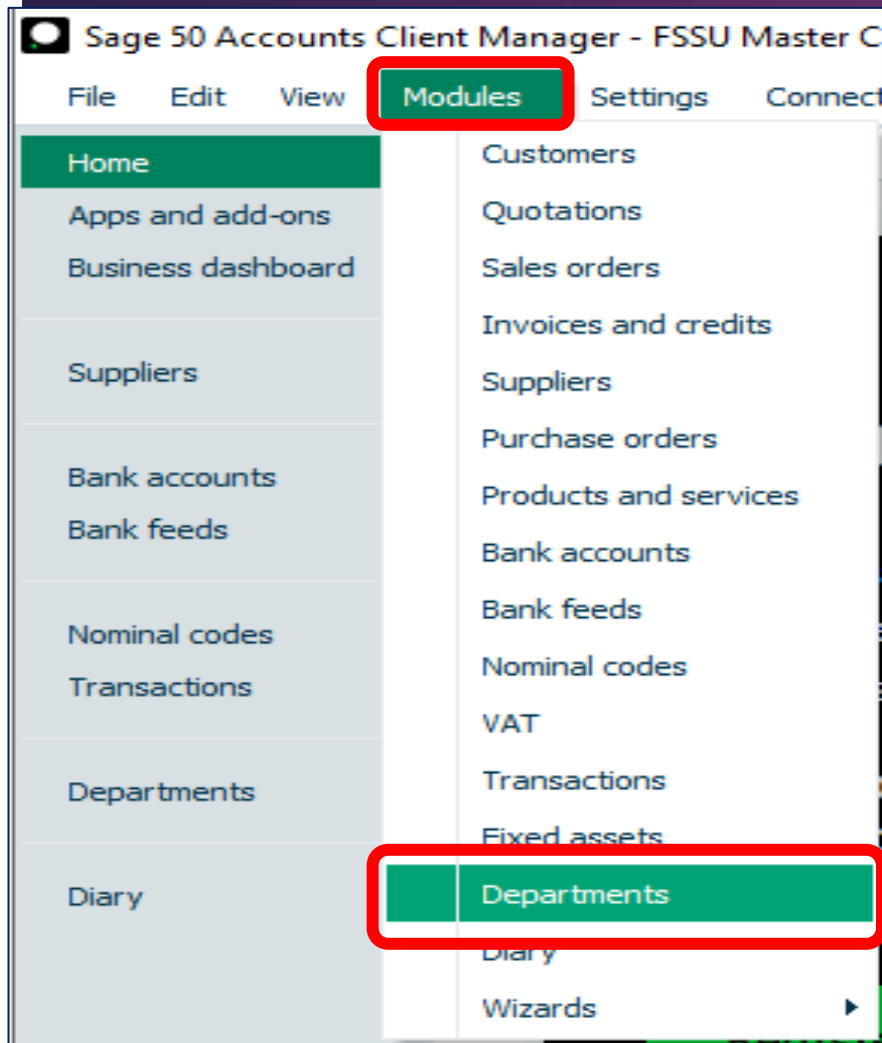 Sage 50 Accounts Client Manager - FSSU Master C
File Edit View Modules Settings Connect
Home
Apps and add-ons
Business dashboard
Suppliers
Bank accounts
Bank feeds
Nominal codes
Transactions
Departments
Diary
Customers
Quotations
Sales orders
Invoices and credits
Suppliers
Purchase orders
Products and services
Bank accounts
Bank feeds
Nominal codes
VAT
Transactions
Fixed assets
Departments
Diary
Wizards